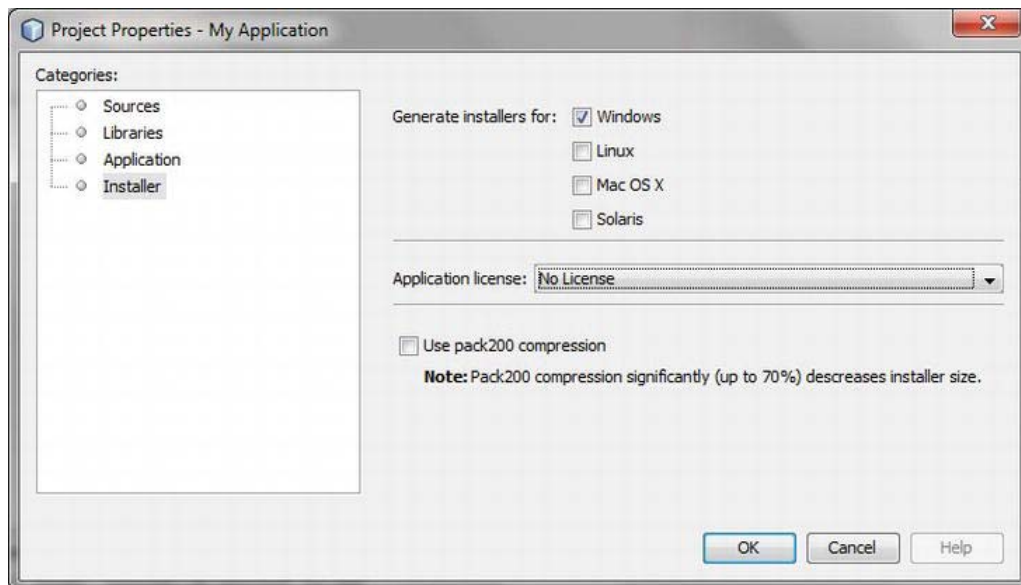 Project Properties - My Application
Categories:
Sources
Libraries
Application
Installer
Generate installers for: Windows
Linux
Mac OS X
Solaris
Application license: No License
Use pack200 compression
Note: Pack200 compression significantly (up to 70%) descreases installer size.
OK Cancel Help